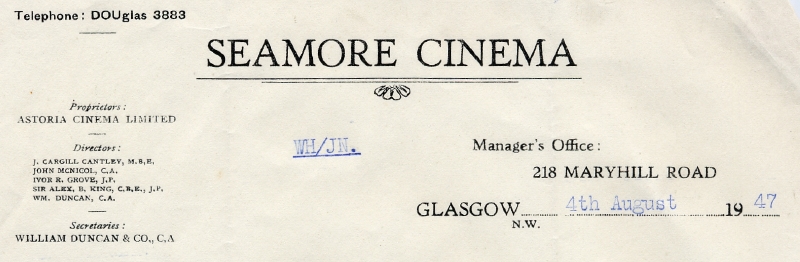 Telephone: DOUglas 3883
SEAMORE CINEMA
Proprietors:
ASTORIA CINEMA LIMITED
Directors:
J. CARGILL CANTLEY, M.B.E.
JOHN MCNICOL, C.A.
IVOR R. GROVE, J.P.
SIR ALEX, B. KING, C.B.E., J.P.
WM. DUNCAN, C.A.
Secretaries:
WILLIAM DUNCAN & CO., C.A
WH/JN.
Manager's Office:
218 MARYHILL ROAD
GLASGOW 4th August 1947
N.W.